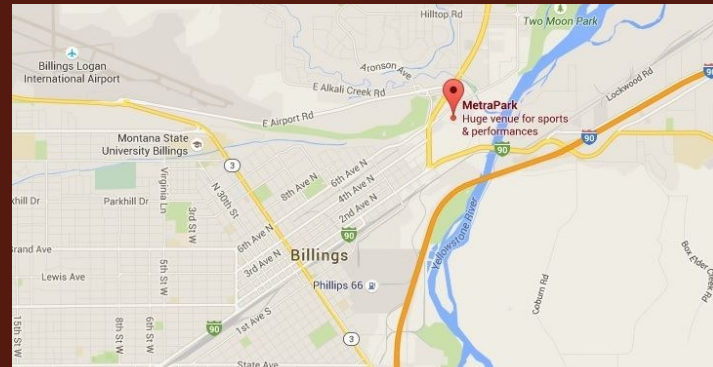 Hilltop Rd
Two Moon Park
Billings Logan
International Airport
Aronson Ave
E Alkali Creek Rd
Lockwood Rd
90
MetraPark
Huge venue for sports
& performances
E Airport Rd
90
90
Montana State
University Billings
3
N 30th St
8th Ave N
6th Ave N
4th Ave N
2nd Ave N
Parkhill Dr
Virginia Ln
3rd St W
6th Ave N
3rd Ave N
90
Billings
Yellowstone River
Lewis Ave
5th St W
Phillips 66
Coburn Rd
Box Elder Creek Rd
15th St W
8th St W
6th St W
90
1st Ave S
3
State Ave